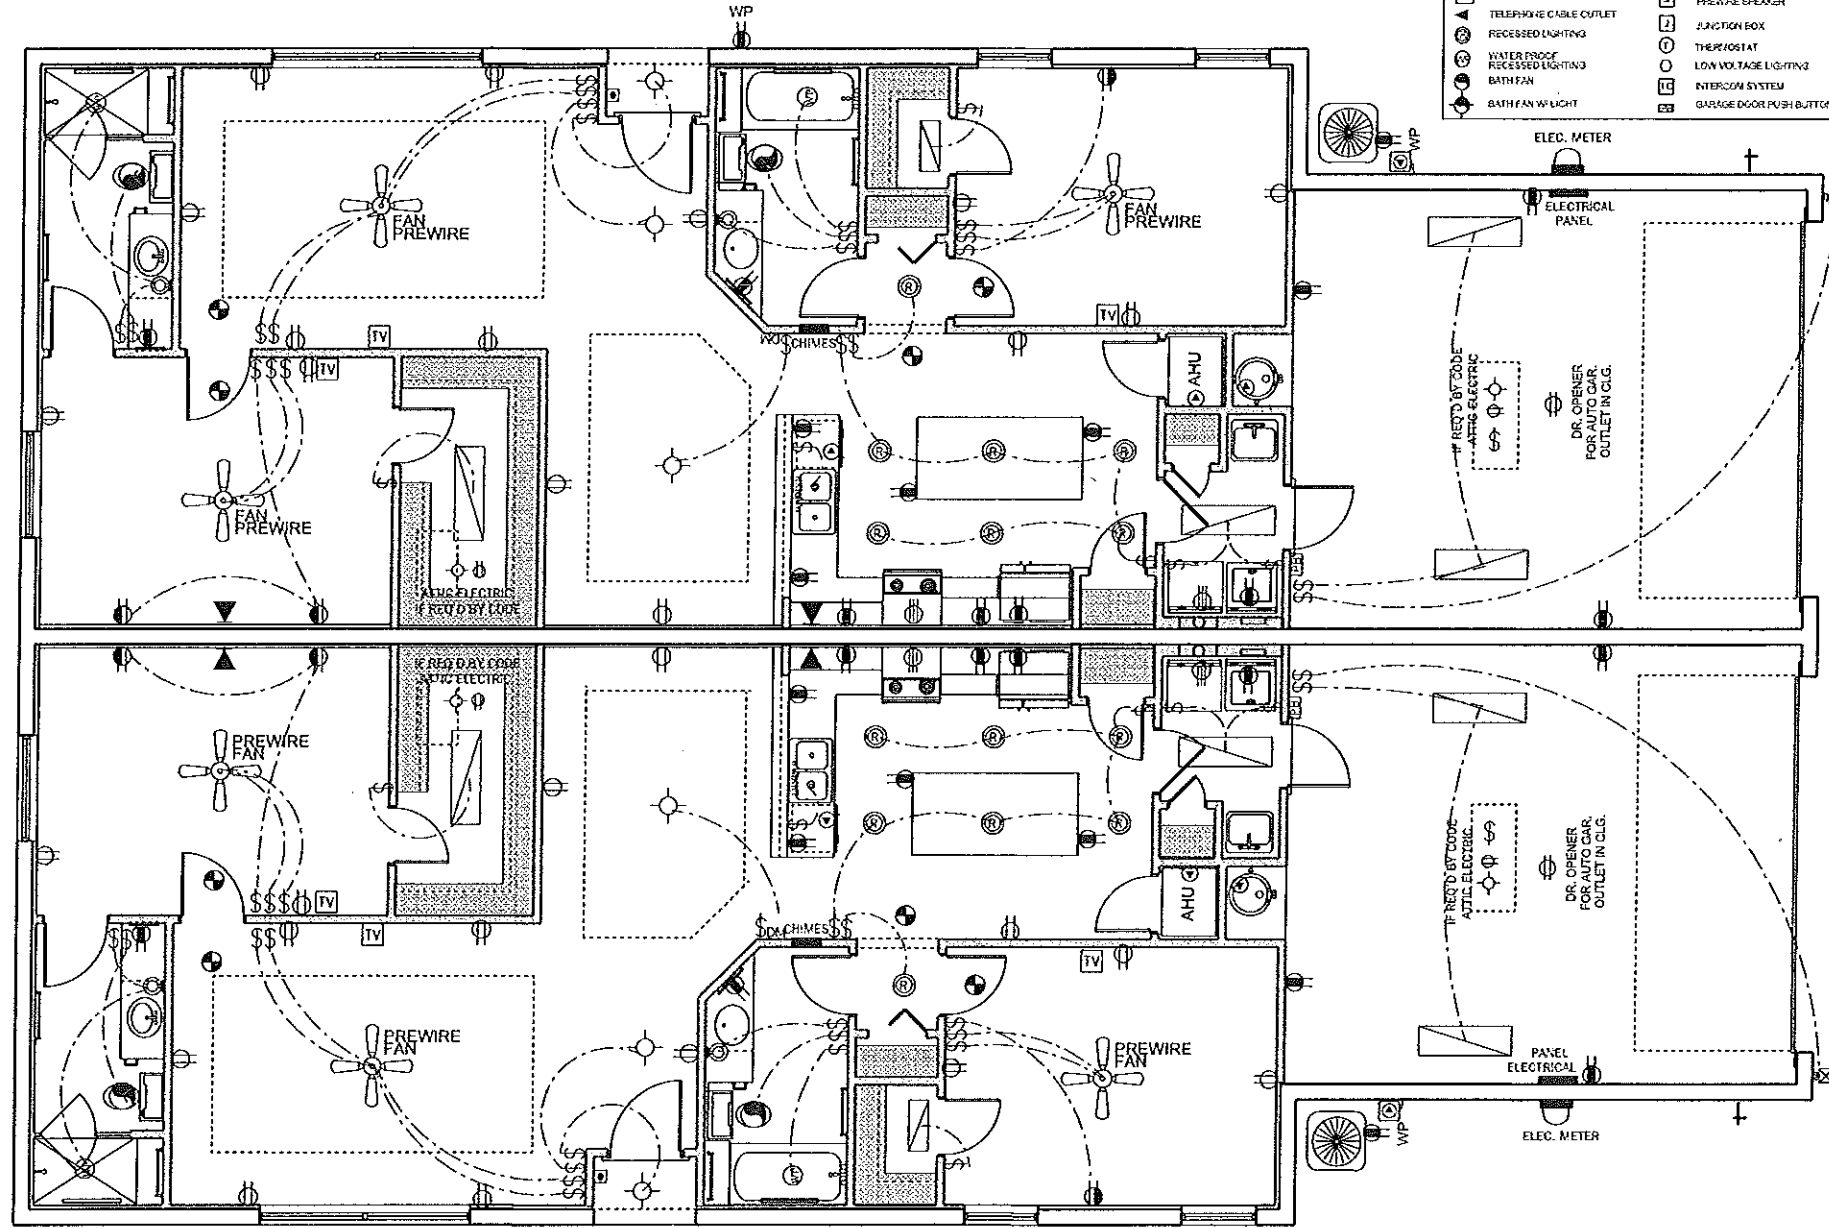 WP
TELEPHONE CABLE OUTLET
RECESSED LIGHTING
WATER PROOF
RECESSED LIGHTING
BATH FAN
BATH FAN W/ LIGHT
PREWIRE SPEAKER
J
JUNCTION BOX
T
THERMOSTAT
LOW VOLTAGE LIGHTING
INTERCOM SYSTEM
GARAGE DOOR PUSH BUTTON
ELEC. METER
WP
ELECTRICAL
PANEL
FAN
PREWIRE
FAN
PREWIRE
TV
TV
TV
CHIMES
AHU
IF REQ'D BY CODE
ATTIC ELECTRIC
DR. OPENER
FOR AUTO GAR.
OUTLET IN CLG.
FAN
PREWIRE
R
R
R
R
R
R
R
ATTIC ELECTRIC
IF REQ'D BY CODE
PB
IF REQ'D BY CODE
ATTIC ELECTRIC
PB
PREWIRE
FAN
R
R
R
R
R
R
IF REQ'D BY CODE
ATTIC ELECTRIC
DR. OPENER
FOR AUTO GAR.
OUTLET IN CLG.
AHU
TV
TV
CHIMES
TV
R
PREWIRE
FAN
PREWIRE
FAN
PANEL
ELECTRICAL
WP
ELEC. METER